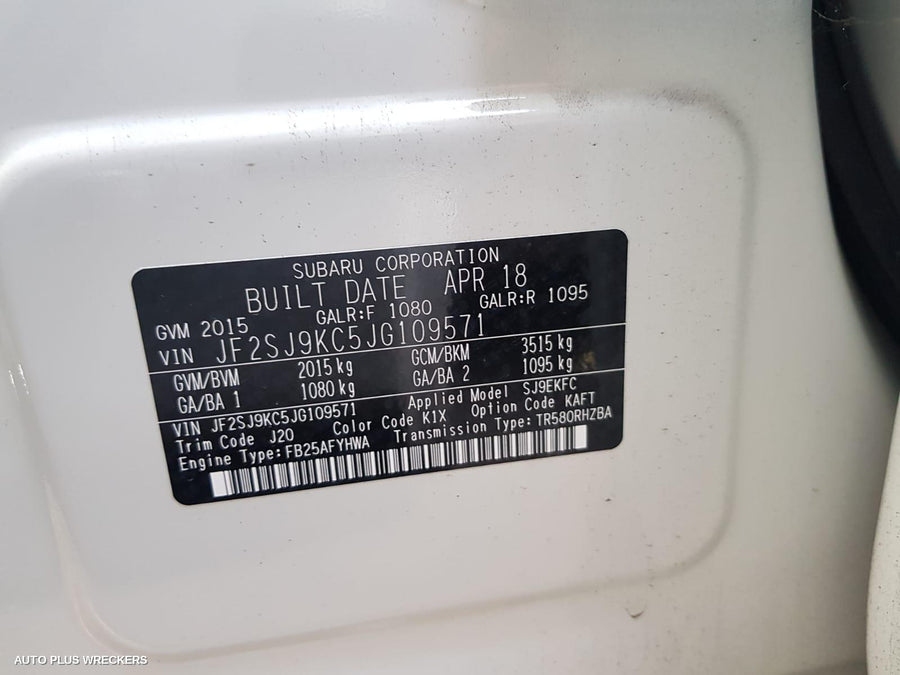 SUBARU CORPORATION
BUILT DATE APR 18
GVM 2015 GALR:F 1080 GALR:R 1095
VIN JF2SJ9KC5JG109571
GVM/BVM 2015 kg GCM/BKM 3515 kg
GA/BA 1 1080 kg GA/BA 2 1095 kg
VIN JF2SJ9KC5JG109571 Applied Model SJ9EKFC
Trim Code J20 Color Code K1X Option Code KAFT
Engine Type:FB25AFYHWA Transmission Type:TR580RHZBA
AUTO PLUS WRECKERS